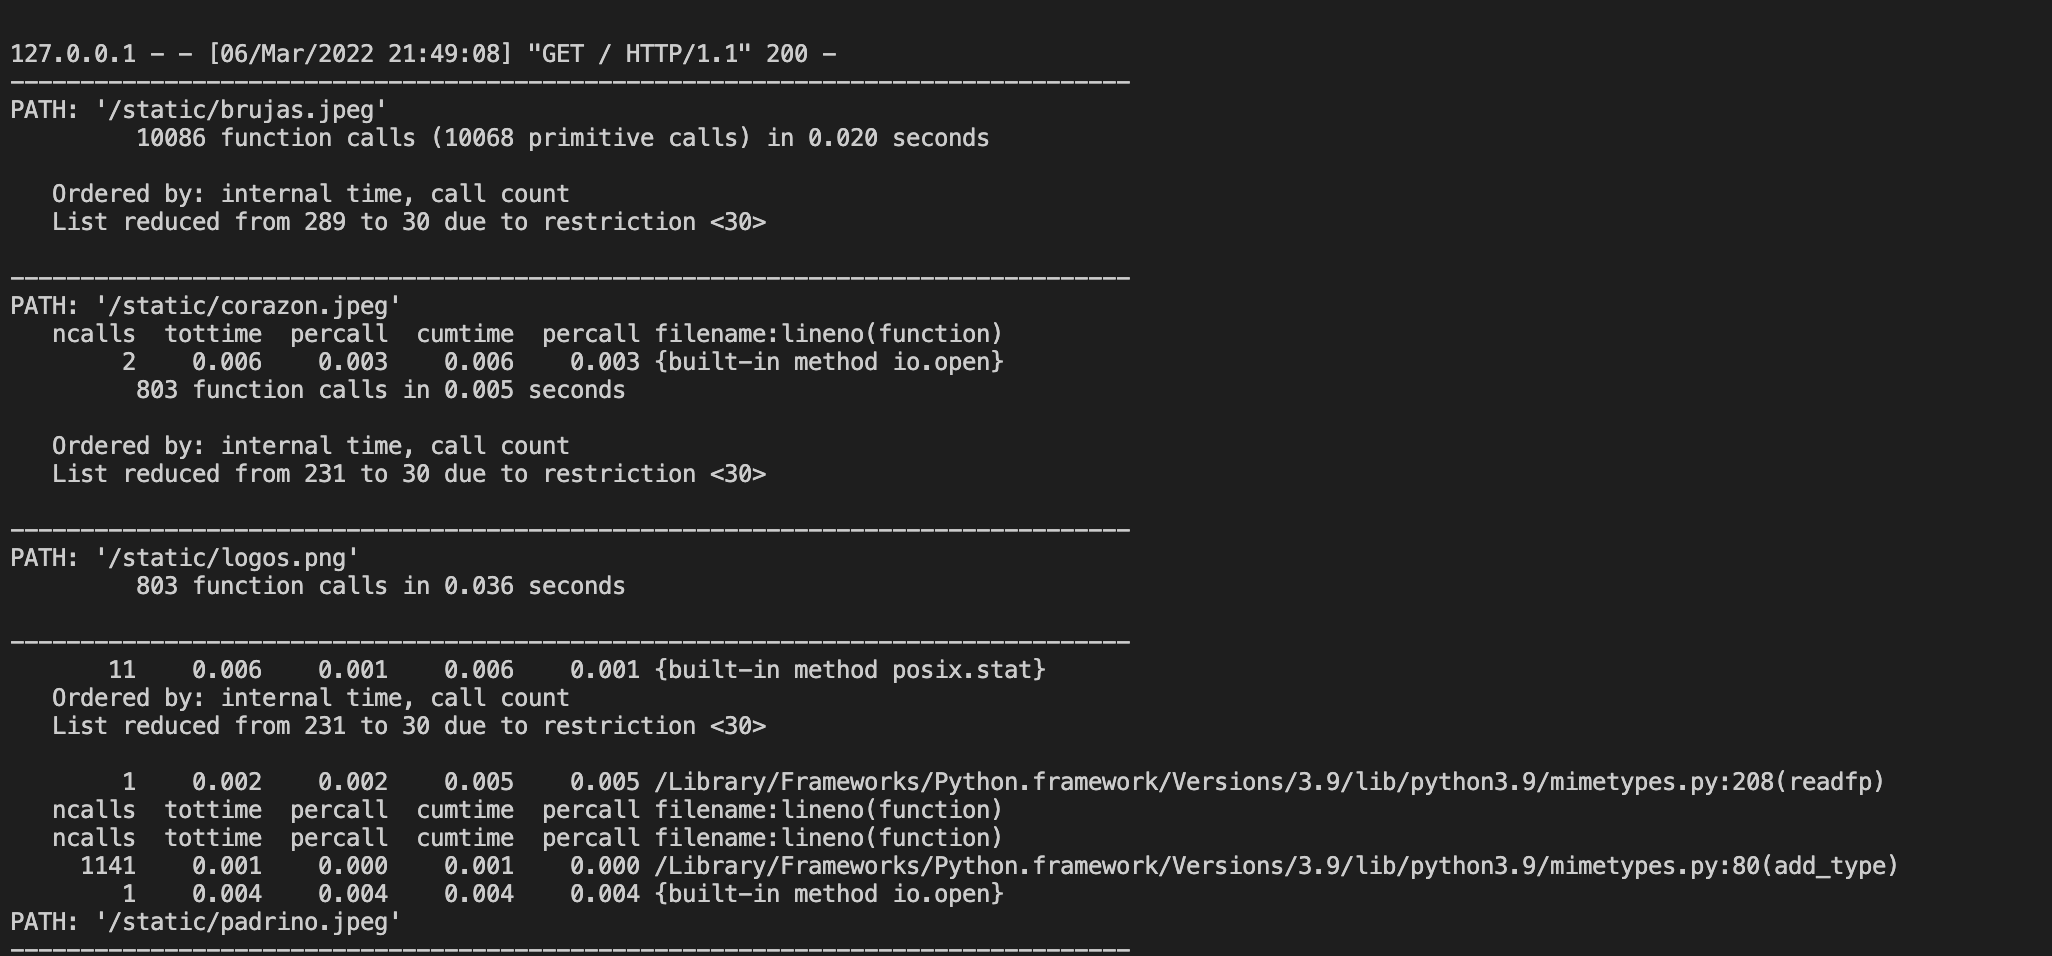 127.0.0.1 - - [06/Mar/2022 21:49:08] "GET / HTTP/1.1" 200 -
--------------------------------------------------------------------------------
PATH: '/static/brujas.jpeg'
         10086 function calls (10068 primitive calls) in 0.020 seconds

   Ordered by: internal time, call count
   List reduced from 289 to 30 due to restriction <30>

--------------------------------------------------------------------------------
PATH: '/static/corazon.jpeg'
   ncalls  tottime  percall  cumtime  percall filename:lineno(function)
        2    0.006    0.003    0.006    0.003 {built-in method io.open}
         803 function calls in 0.005 seconds

   Ordered by: internal time, call count
   List reduced from 231 to 30 due to restriction <30>

--------------------------------------------------------------------------------
PATH: '/static/logos.png'
         803 function calls in 0.036 seconds

--------------------------------------------------------------------------------
       11    0.006    0.001    0.006    0.001 {built-in method posix.stat}
   Ordered by: internal time, call count
   List reduced from 231 to 30 due to restriction <30>

        1    0.002    0.002    0.005    0.005 /Library/Frameworks/Python.framework/Versions/3.9/lib/python3.9/mimetypes.py:208(readfp)
   ncalls  tottime  percall  cumtime  percall filename:lineno(function)
   ncalls  tottime  percall  cumtime  percall filename:lineno(function)
     1141    0.001    0.000    0.001    0.000 /Library/Frameworks/Python.framework/Versions/3.9/lib/python3.9/mimetypes.py:80(add_type)
        1    0.004    0.004    0.004    0.004 {built-in method io.open}
PATH: '/static/padrino.jpeg'
--------------------------------------------------------------------------------